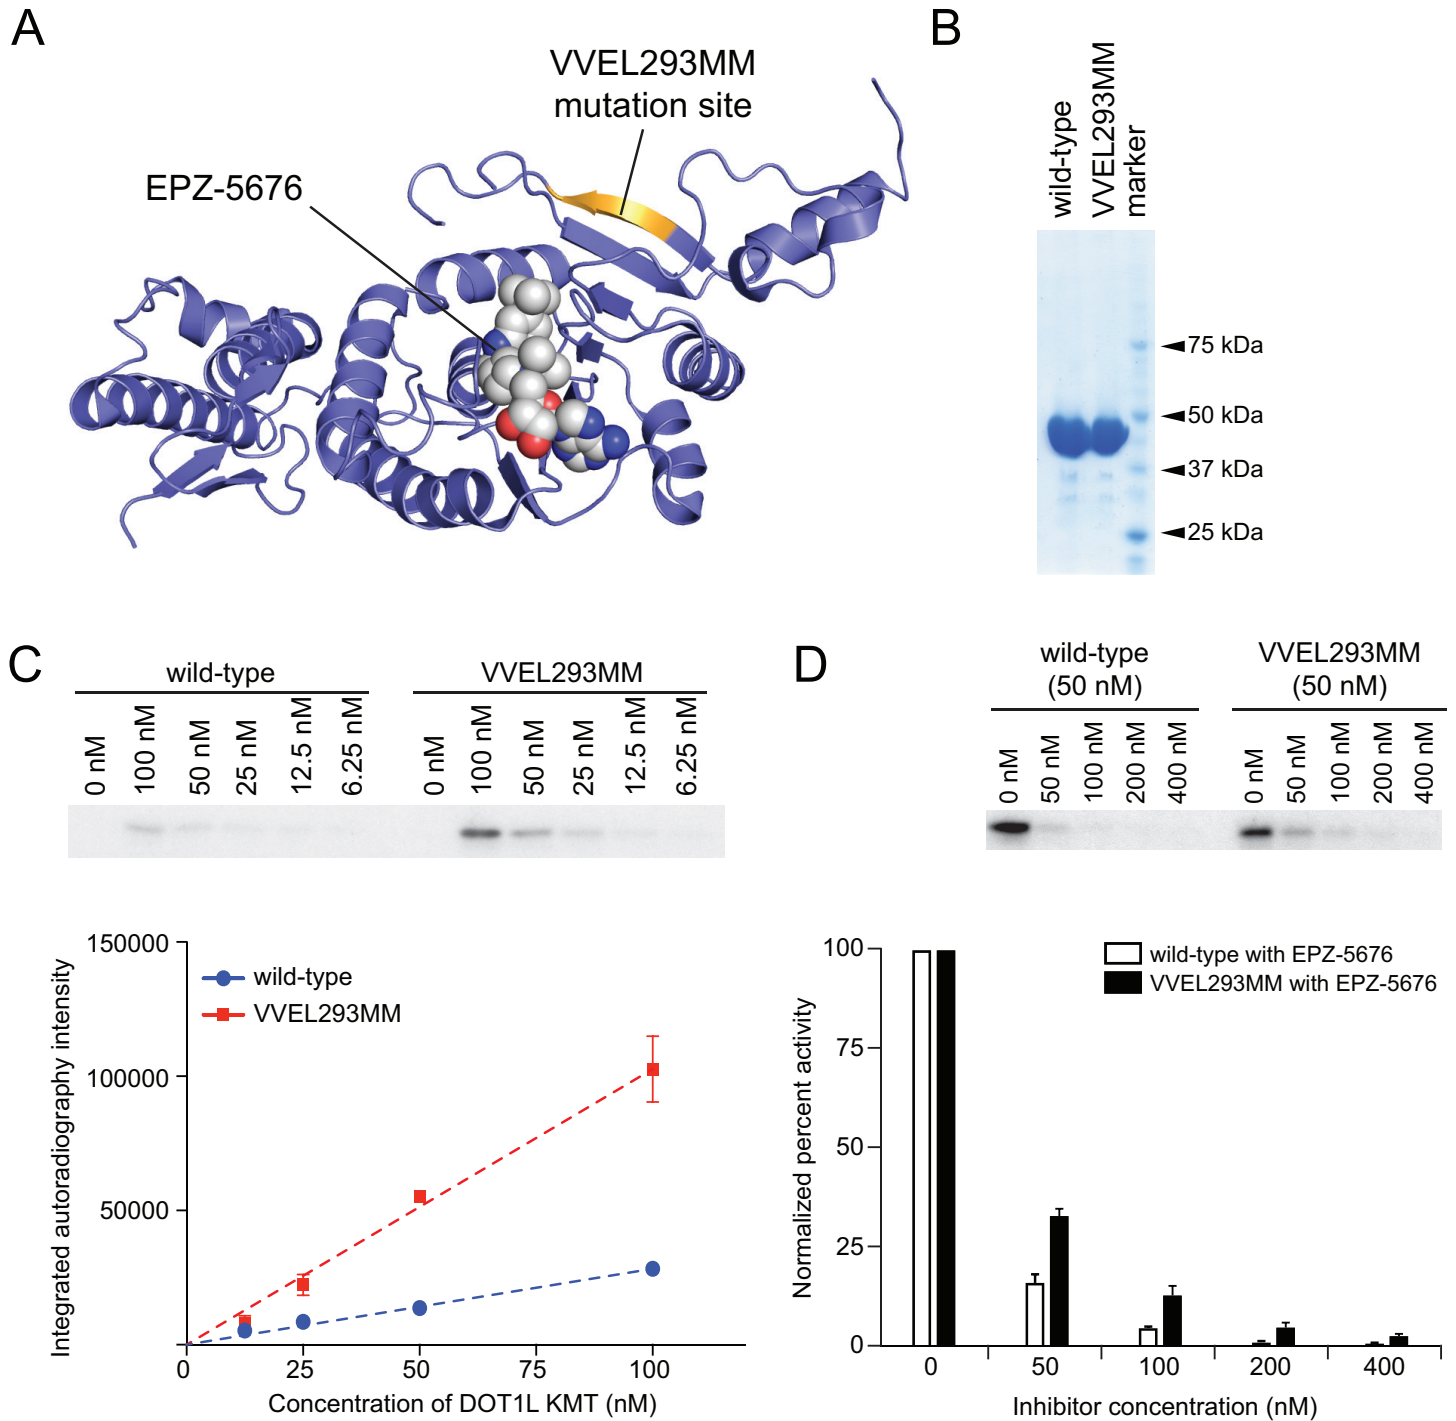 A
VVEL293MM
mutation site
EPZ-5676
B
wild-type
VVEL293MM
marker
75 kDa
50 kDa
37 kDa
25 kDa
C
wild-type
VVEL293MM
0 nM
100 nM
50 nM
25 nM
12.5 nM
6.25 nM
0 nM
100 nM
50 nM
25 nM
12.5 nM
6.25 nM
150000
100000
50000
Integrated autoradiography intensity
wild-type
VVEL293MM
0
25
50
75
100
Concentration of DOT1L KMT (nM)
D
wild-type
(50 nM)
VVEL293MM
(50 nM)
0 nM
50 nM
100 nM
200 nM
400 nM
0 nM
50 nM
100 nM
200 nM
400 nM
100
75
50
25
0
Normalized percent activity
wild-type with EPZ-5676
VVEL293MM with EPZ-5676
0
50
100
200
400
Inhibitor concentration (nM)